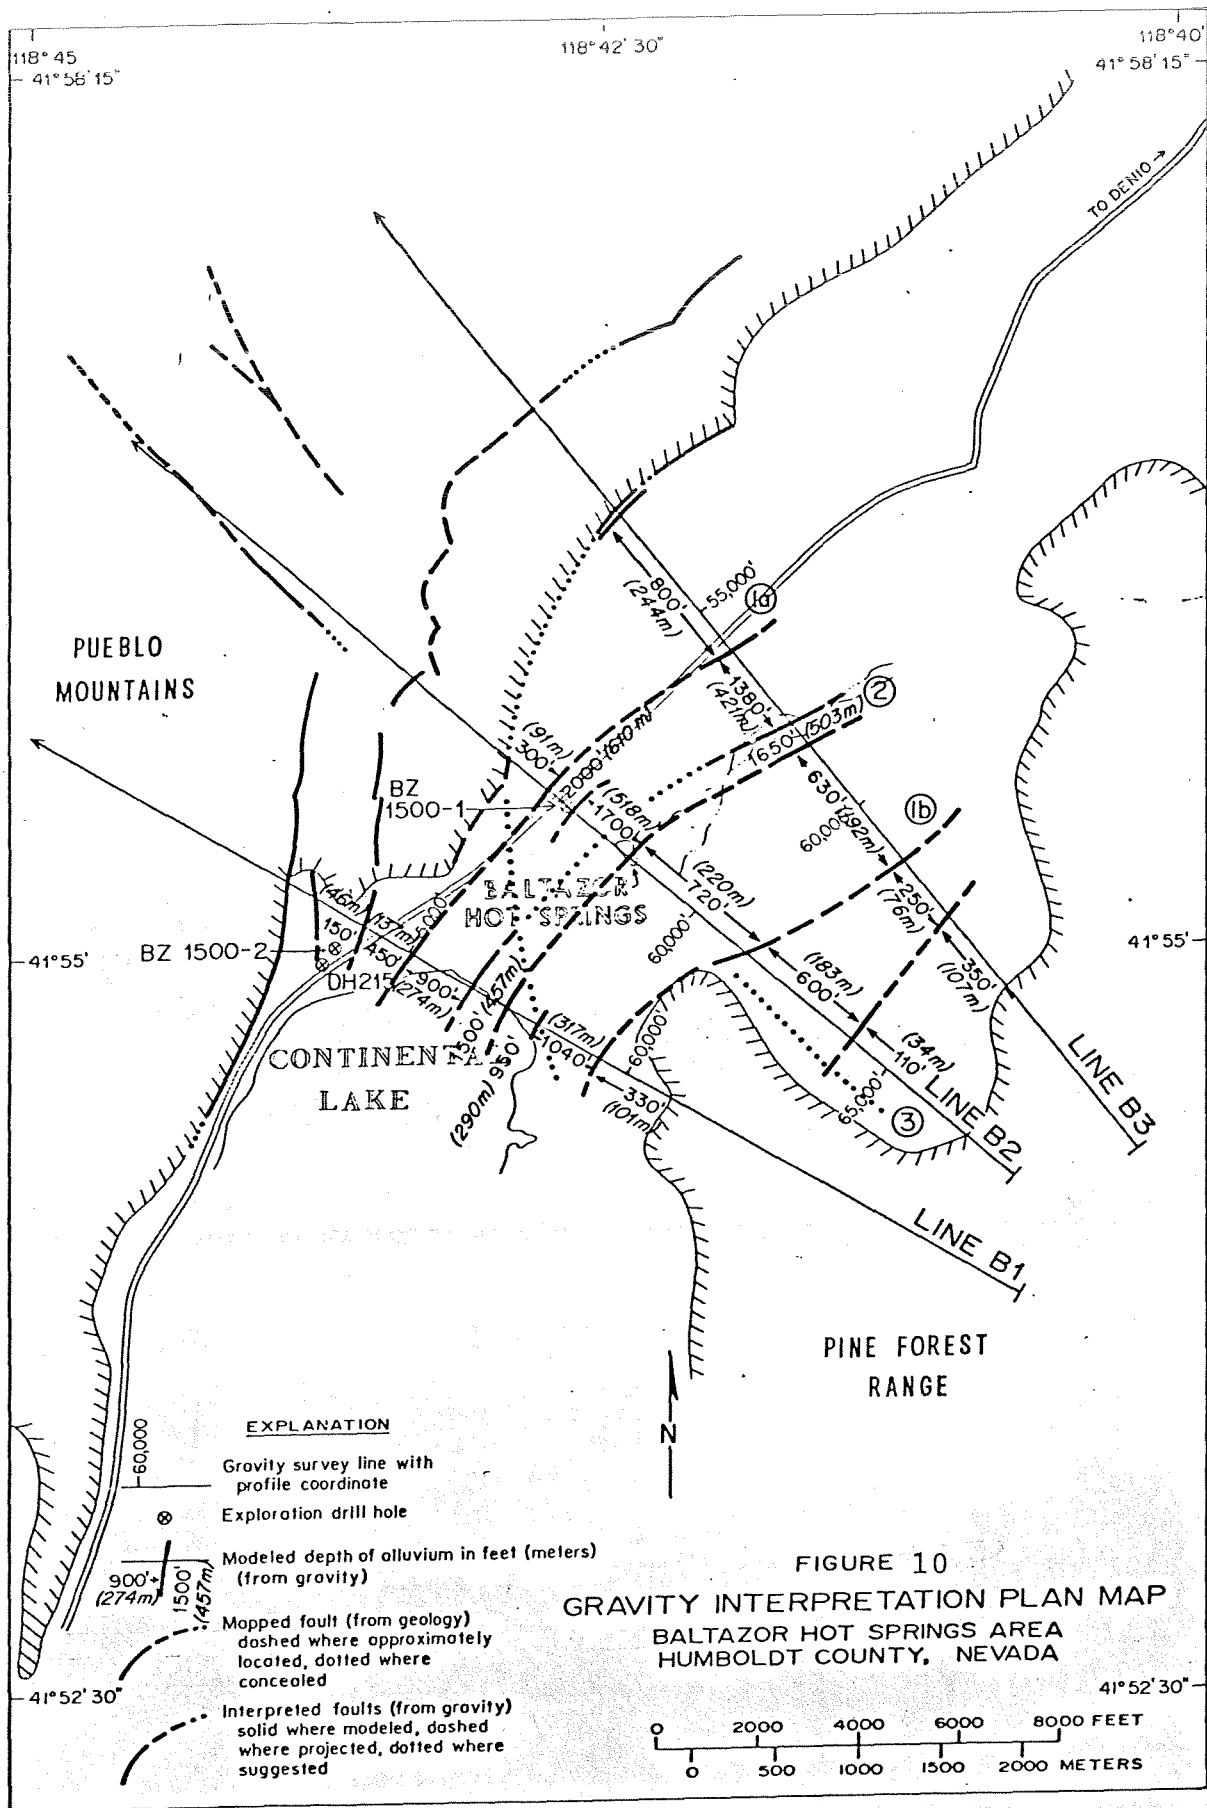 118°45
118°42'30"
118°40'
41°58'15"
41°58'15"
TO DENIO →
55,000'
1a
800'
(244m)
PUEBLO
MOUNTAINS
1380'
(421m)
2
1650' (503m)
(91m)
300'
2000' (610m)
BZ
1500-1
(518m)
1700'
630' (192m)
60,000'
1b
(220m)
720'
250'
(76m)
BALTAZOR
HOT SPRINGS
(46m)
150'
(137m)
450'
BZ 1500-2
DH215
60,000'
41°55'
41°55'
350'
(107m)
900'
(274m)
1500' (457m)
(183m)
600'
(317m)
1040'
60,000'
(34m)
110'
LINE B3
CONTINENTAL
LAKE
(290m) 950'
330'
(101m)
65,000'
3
LINE B2
LINE B1
PINE FOREST
RANGE
N
EXPLANATION
60,000
Gravity survey line with
profile coordinate
Exploration drill hole
900'
(274m)
1500'
(457m)
Modeled depth of alluvium in feet (meters)
(from gravity)
Mapped fault (from geology)
dashed where approximately
located, dotted where
concealed
Interpreted faults (from gravity)
solid where modeled, dashed
where projected, dotted where
suggested
FIGURE 10
GRAVITY INTERPRETATION PLAN MAP
BALTAZOR HOT SPRINGS AREA
HUMBOLDT COUNTY, NEVADA
41°52'30"
41°52'30"
0 2000 4000 6000 8000 FEET
0 500 1000 1500 2000 METERS